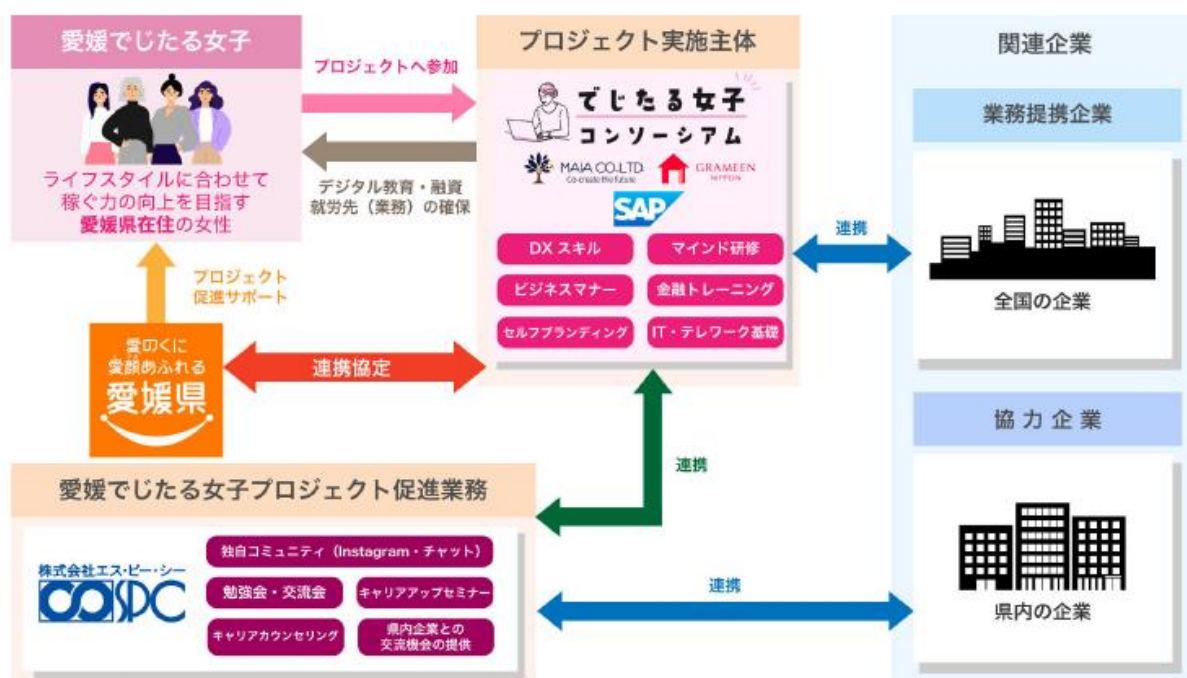 愛媛でじたる女子
ライフスタイルに合わせて
稼ぐ力の向上を目指す
愛媛県在住の女性
プロジェクトへ参加
デジタル教育・融資
就労先（業務）の確保
プロジェクト実施主体
でじたる女子
コンソーシアム
MAIA CO.LTD
Co-create the future
GRAMEEN
NIPPON
SAP
DX スキル
マインド研修
ビジネスマナー
金融トレーニング
セルフブランディング
IT・テレワーク基礎
連携
関連企業
業務提携企業
全国の企業
協力企業
県内の企業
プロジェクト
促進サポート
愛のくに
愛顔あふれる
愛媛県
連携協定
連携
愛媛でじたる女子プロジェクト促進業務
株式会社エス・ピー・シー
SPC
独自コミュニティ（Instagram・チャット）
勉強会・交流会
キャリアアップセミナー
キャリアカウンセリング
県内企業との
交流機会の提供
連携